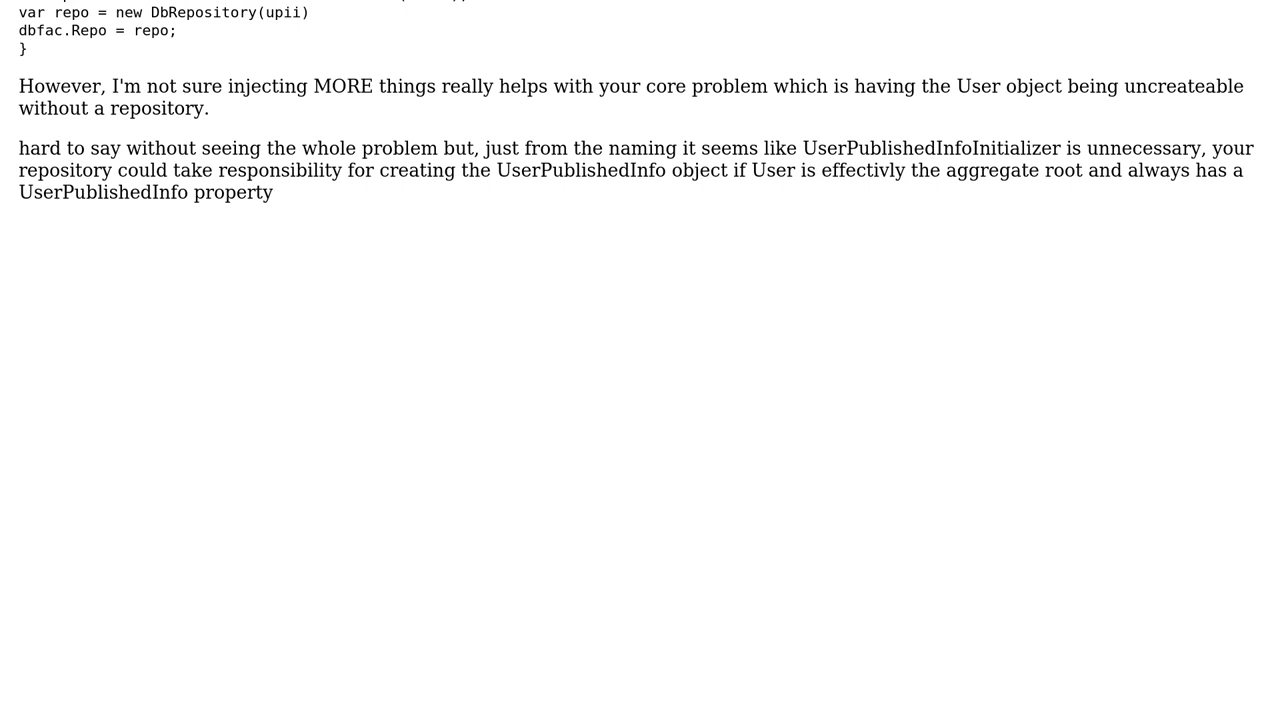 var repo = new DbRepository(upii)
dbfac.Repo = repo;
}
However, I'm not sure injecting MORE things really helps with your core problem which is having the User object being uncreateable
without a repository.
hard to say without seeing the whole problem but, just from the naming it seems like UserPublishedInfoInitializer is unnecessary, your
repository could take responsibility for creating the UserPublishedInfo object if User is effectivly the aggregate root and always has a
UserPublishedInfo property